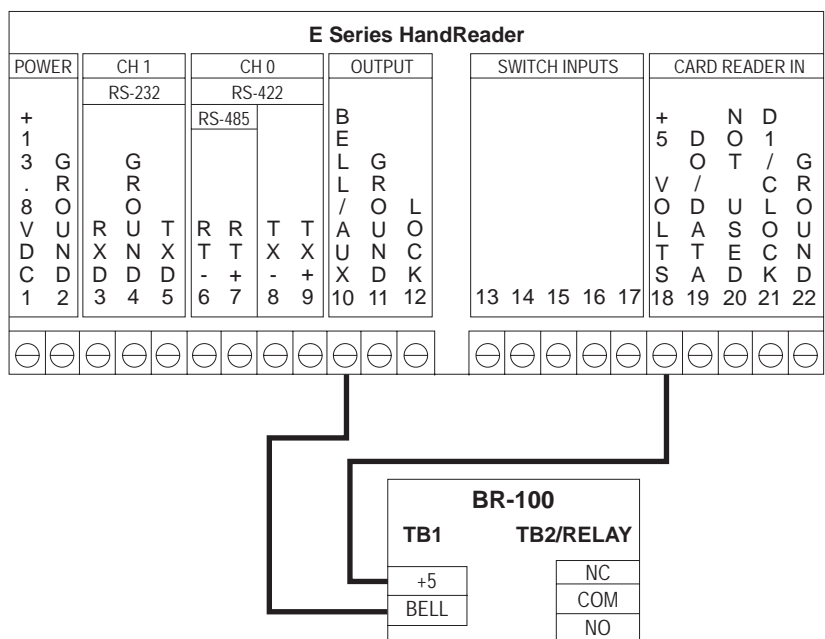 E Series HandReader
POWER CH 1 CH 0 OUTPUT SWITCH INPUTS CARD READER IN
RS-232 RS-422
RS-485
+13.8VDC
1
GROUND
2
RXD
3
GROUND
4
TXD
5
RT-
6
RT+
7
TX-
8
TX+
9
BELL/AUX
10
GROUND
11
LOCK
12
13 14 15 16 17
+5 VOLTS
18
DO/DATA
19
NOT USED
20
D1/CLOCK
21
GROUND
22
BR-100
TB1 TB2/RELAY
+5
BELL
NC
COM
NO